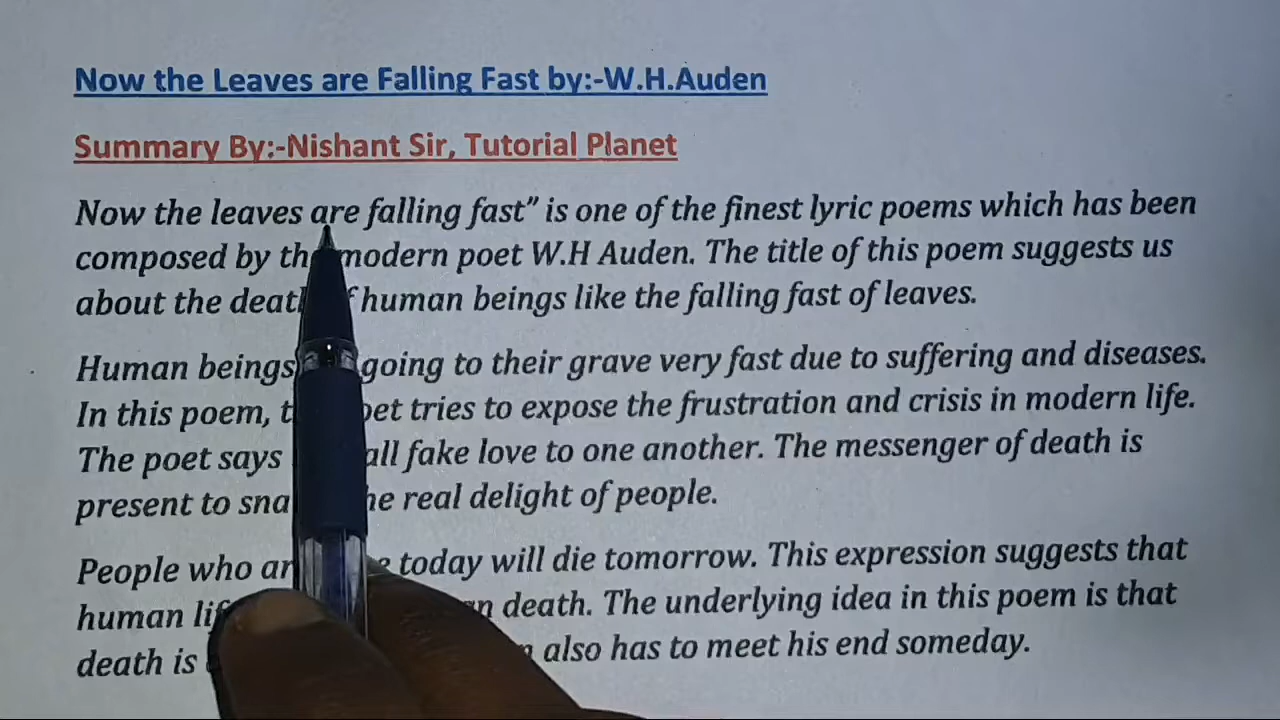 Now the Leaves are Falling Fast by:-W.H.Auden
Summary By:-Nishant Sir, Tutorial Planet
Now the leaves are falling fast” is one of the finest lyric poems which has been
composed by the modern poet W.H Auden. The title of this poem suggests us
about the death of human beings like the falling fast of leaves.
Human beings going to their grave very fast due to suffering and diseases.
In this poem, the poet tries to expose the frustration and crisis in modern life.
The poet says all fake love to one another. The messenger of death is
present to the real delight of people.
People who today will die tomorrow. This expression suggests that
human death. The underlying idea in this poem is that
death is also has to meet his end someday.